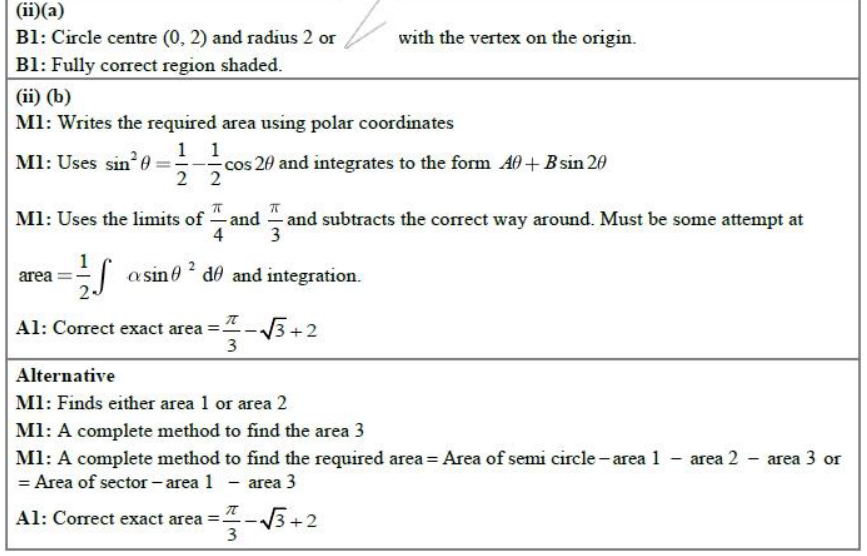 (ii)(a)
B1: Circle centre (0, 2) and radius 2 or with the vertex on the origin.
B1: Fully correct region shaded.
(ii) (b)
M1: Writes the required area using polar coordinates
M1: Uses sin²θ = 1/2 − 1/2 cos 2θ and integrates to the form Aθ + B sin 2θ
M1: Uses the limits of π/4 and π/3 and subtracts the correct way around. Must be some attempt at
area = 1/2 ∫ α sin θ ² dθ and integration.
A1: Correct exact area = π/3 − √3 + 2
Alternative
M1: Finds either area 1 or area 2
M1: A complete method to find the area 3
M1: A complete method to find the required area = Area of semi circle – area 1 − area 2 − area 3 or
= Area of sector – area 1 − area 3
A1: Correct exact area = π/3 − √3 + 2